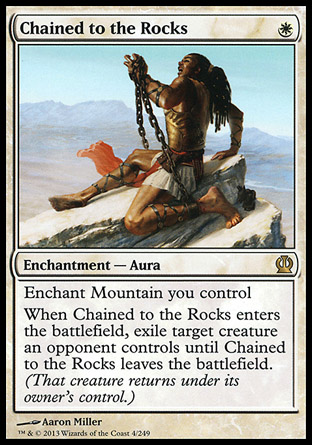 Chained to the Rocks
Enchantment — Aura
Enchant Mountain you control
When Chained to the Rocks enters
the battlefield, exile target creature
an opponent controls until Chained
to the Rocks leaves the battlefield.
(That creature returns under its
owner's control.)
Aaron Miller
™ & © 2013 Wizards of the Coast 4/249